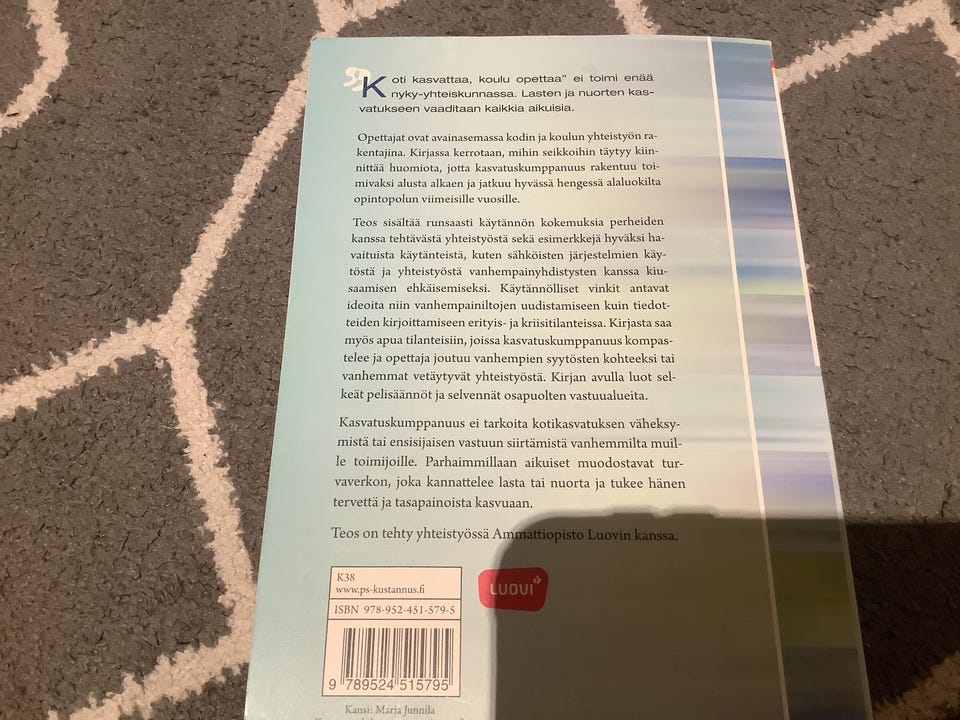 ”Koti kasvattaa, koulu opettaa” ei toimi enää
nyky-yhteiskunnassa. Lasten ja nuorten kas-
vatukseen vaaditaan kaikkia aikuisia.
Opettajat ovat avainasemassa kodin ja koulun yhteistyön ra-
kentajina. Kirjassa kerrotaan, mihin seikkoihin täytyy kiin-
nittää huomiota, jotta kasvatuskumppanuus rakentuu toi-
mivaksi alusta alkaen ja jatkuu hyvässä hengessä alaluokilta
opintopolun viimeisille vuosille.
Teos sisältää runsaasti käytännön kokemuksia perheiden
kanssa tehtävästä yhteistyöstä sekä esimerkkejä hyväksi ha-
vaituista käytänteistä, kuten sähköisten järjestelmien käy-
töstä ja yhteistyöstä vanhempainyhdistysten kanssa kiu-
saamisen ehkäisemiseksi. Käytännölliset vinkit antavat
ideoita niin vanhempainiltojen uudistamiseen kuin tiedot-
teiden kirjoittamiseen erityis- ja kriisitilanteissa. Kirjasta saa
myös apua tilanteisiin, joissa kasvatuskumppanuus kompas-
telee ja opettaja joutuu vanhempien syytösten kohteeksi tai
vanhemmat vetäytyvät yhteistyöstä. Kirjan avulla luot sel-
keät pelisäännöt ja selvennät osapuolten vastuualueita.
Kasvatuskumppanuus ei tarkoita kotikasvatuksen väheksy-
mistä tai ensisijaisen vastuun siirtämistä vanhemmilta muil-
le toimijoille. Parhaimmillaan aikuiset muodostavat tur-
vaverkon, joka kannattelee lasta tai nuorta ja tukee hänen
tervettä ja tasapainoista kasvuaan.
Teos on tehty yhteistyössä Ammattiopisto Luovin kanssa.
K38
www.ps-kustannus.fi
ISBN 978-952-451-579-5
LUOVI
9 789524 515795
Kansi: Marja Junnila